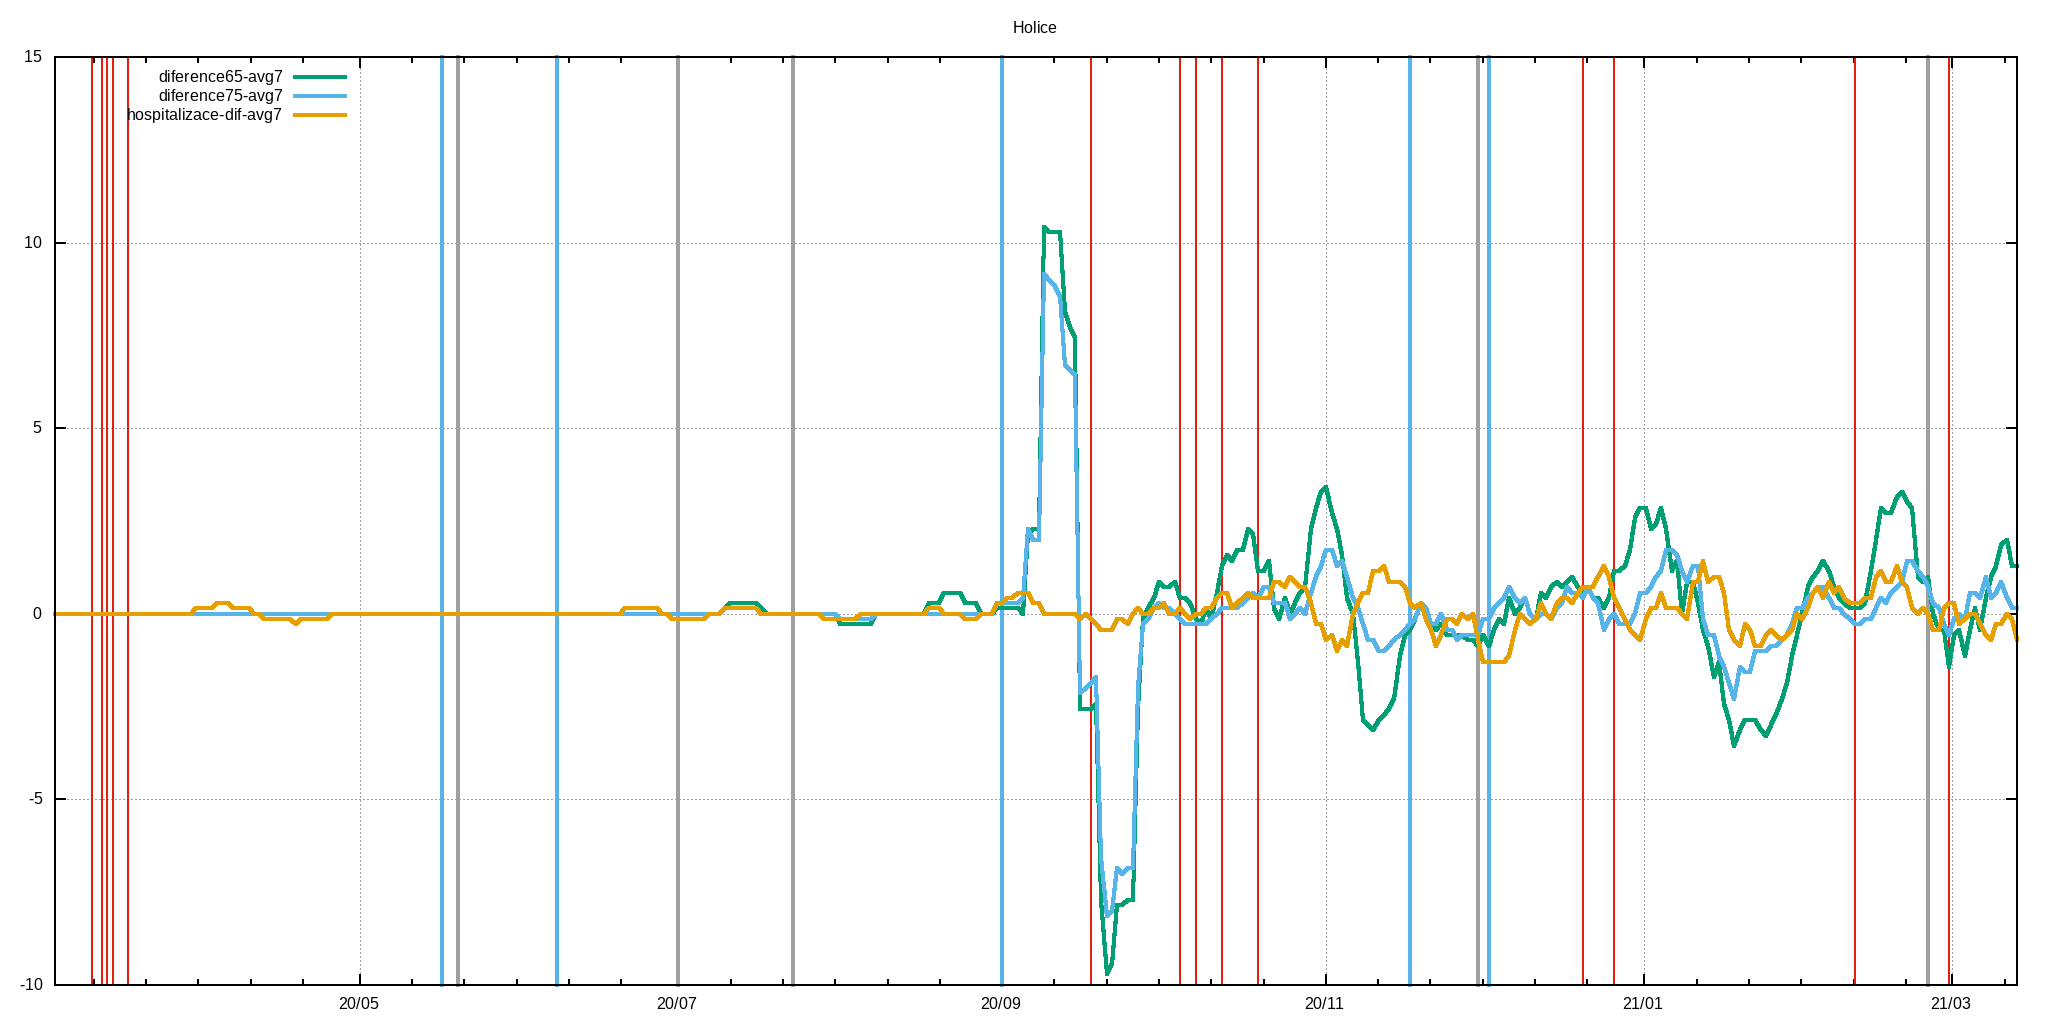 Holice
15
diference65-avg7
diference75-avg7
hospitalizace-dif-avg7
10
5
0
-5
-10
20/05 20/07 20/09 20/11 21/01 21/03